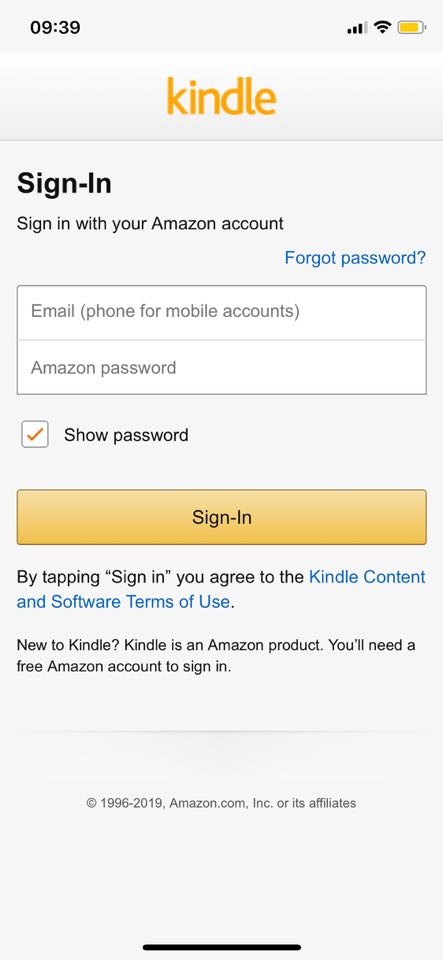 09:39
kindle
Sign-In
Sign in with your Amazon account
Forgot password?
Email (phone for mobile accounts)
Amazon password
Show password
Sign-In
By tapping “Sign in” you agree to the Kindle Content
and Software Terms of Use.
New to Kindle? Kindle is an Amazon product. You’ll need a
free Amazon account to sign in.
© 1996-2019, Amazon.com, Inc. or its affiliates